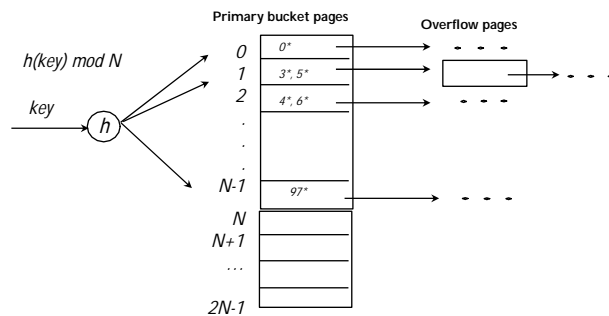 Primary bucket pages
Overflow pages
h(key) mod N
key
h
0
0*
1
3*, 5*
2
4*, 6*
.
.
.
N-1
97*
N
N+1
...
2N-1